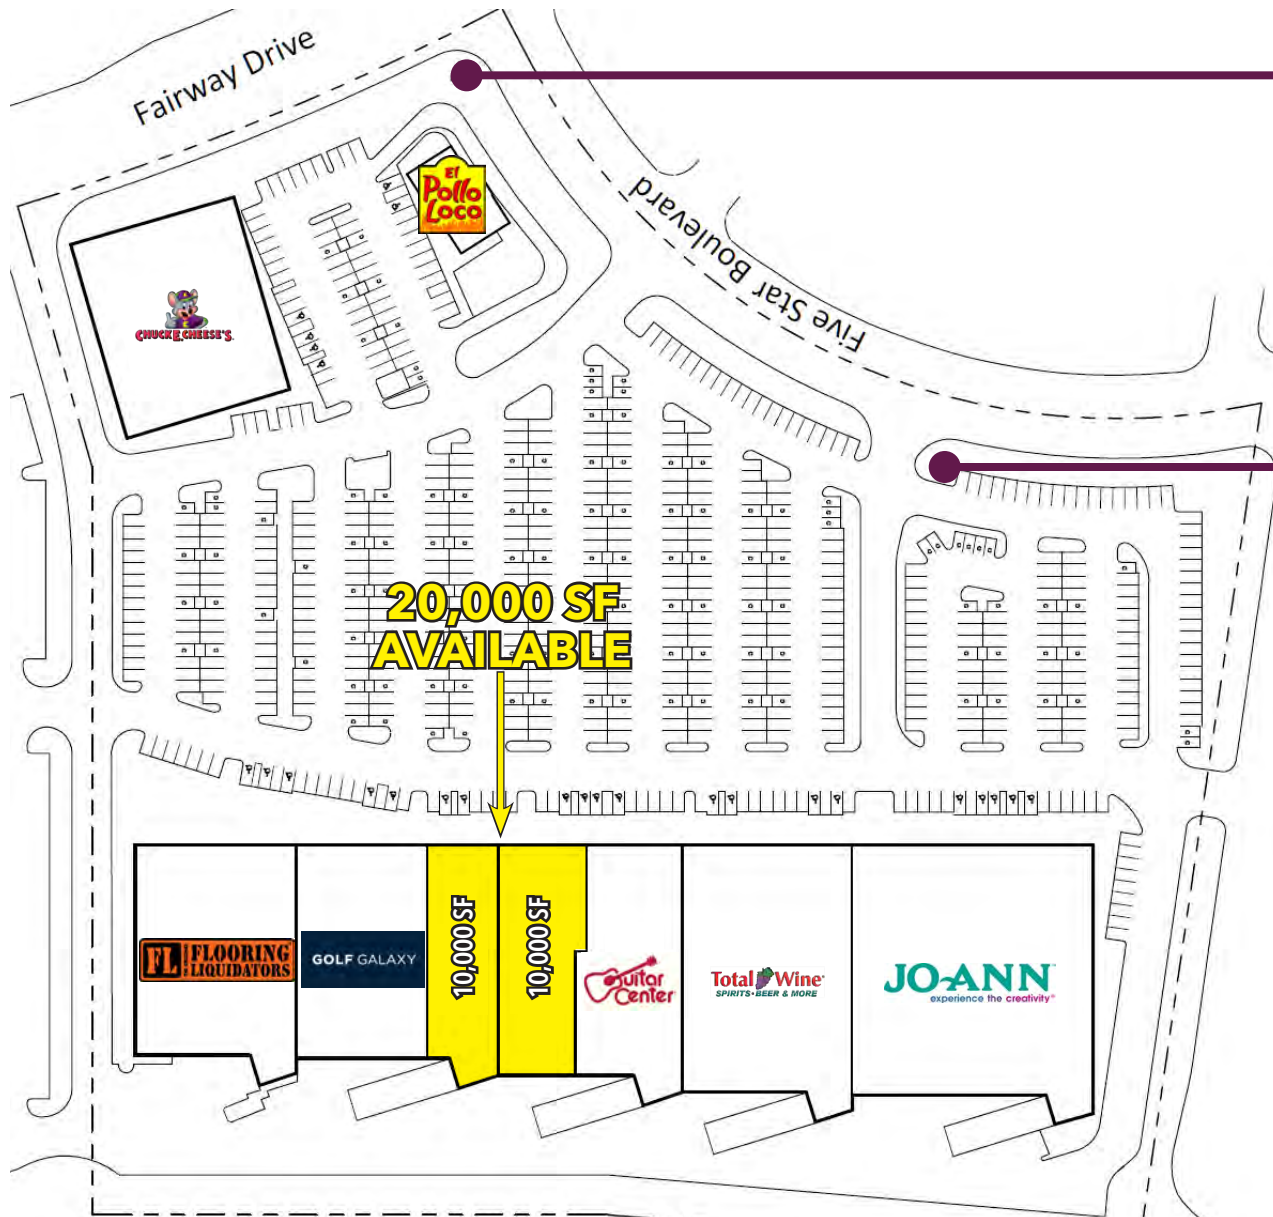 Fairway Drive
El
Pollo
Loco
Five Star Boulevard
CHUCK E. CHEESE'S
20,000 SF
AVAILABLE
10,000 SF
10,000 SF
FL
FLOORING
LIQUIDATORS
GOLF GALAXY
Guitar
Center
Total Wine
SPIRITS•BEER & MORE
JO-ANN
experience the creativity